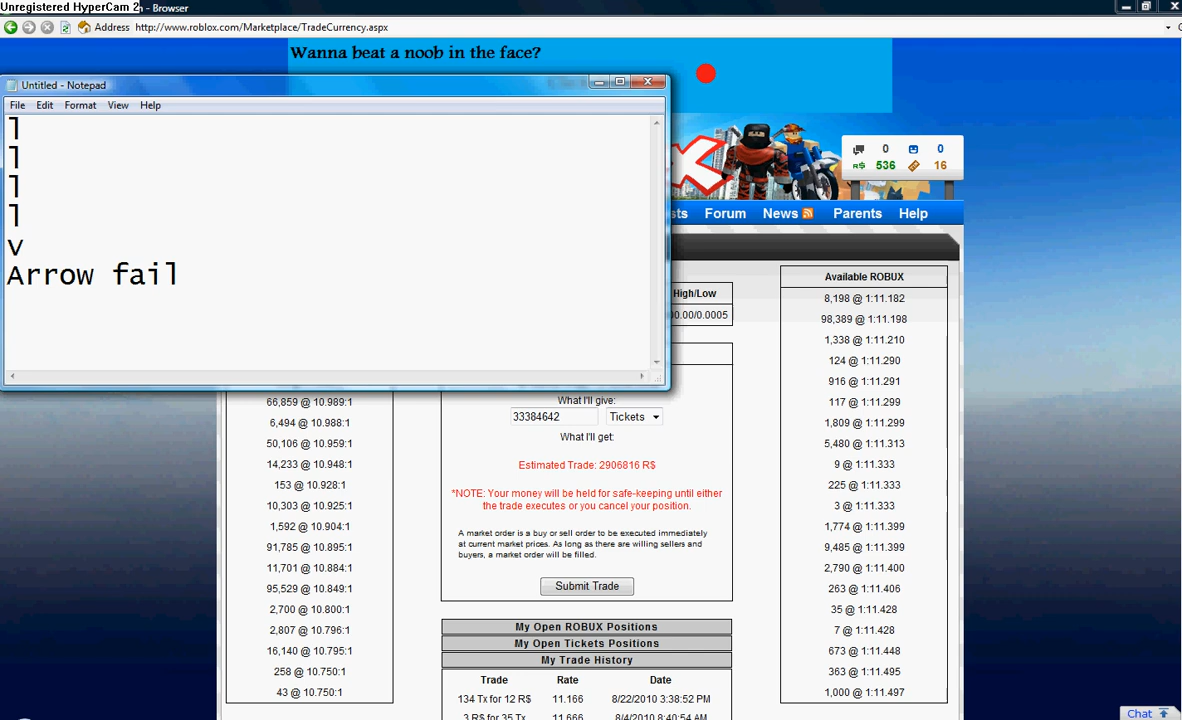 Unregistered HyperCam 2
- Browser
Address http://www.roblox.com/Marketplace/TradeCurrency.aspx
Wanna beat a noob in the face?
Untitled - Notepad
File Edit Format View Help
l
l
l
l
v
Arrow fail
0 0
R$ 536 16
Forum News Parents Help
High/Low
/0.0005
What I'll give:
33384642 Tickets
What I'll get:
Estimated Trade: 2906816 R$
*NOTE: Your money will be held for safe-keeping until either
the trade executes or you cancel your position.
A market order is a buy or sell order to be executed immediately
at current market prices. As long as there are willing sellers and
buyers, a market order will be filled.
Submit Trade
My Open ROBUX Positions
My Open Tickets Positions
My Trade History
Trade Rate Date
134 Tx for 12 R$ 11.166 8/22/2010 3:38:52 PM
3 R$ for 35 Tx 11.666 8/4/2010 8:40:54 AM
66,859 @ 10.989:1
6,494 @ 10.988:1
50,106 @ 10.959:1
14,233 @ 10.948:1
153 @ 10.928:1
10,303 @ 10.925:1
1,592 @ 10.904:1
91,785 @ 10.895:1
11,701 @ 10.884:1
95,529 @ 10.849:1
2,700 @ 10.800:1
2,807 @ 10.796:1
16,140 @ 10.795:1
258 @ 10.750:1
43 @ 10.750:1
Available ROBUX
8,198 @ 1:11.182
98,389 @ 1:11.198
1,338 @ 1:11.210
124 @ 1:11.290
916 @ 1:11.291
117 @ 1:11.299
1,809 @ 1:11.299
5,480 @ 1:11.313
9 @ 1:11.333
225 @ 1:11.333
3 @ 1:11.333
1,774 @ 1:11.399
9,485 @ 1:11.399
2,790 @ 1:11.400
263 @ 1:11.406
35 @ 1:11.428
7 @ 1:11.428
673 @ 1:11.448
363 @ 1:11.495
1,000 @ 1:11.497
Chat